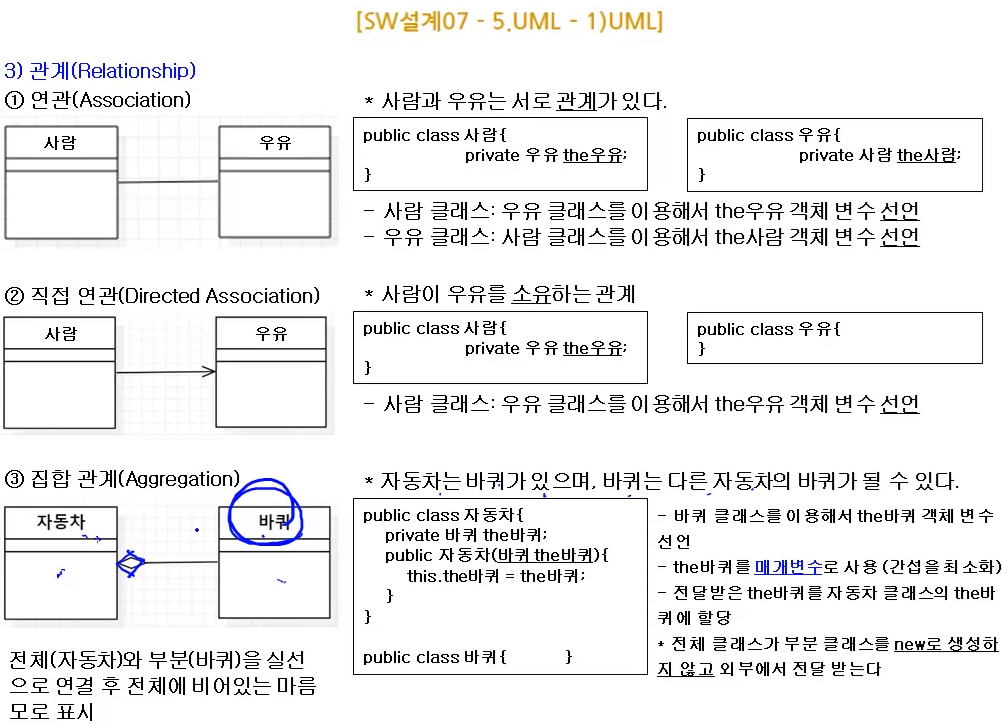 [SW설계07 - 5.UML - 1)UML]
3) 관계(Relationship)
① 연관(Association)
사람
우유
* 사람과 우유는 서로 관계가 있다.
public class 사람{
private 우유 the우유;
}
public class 우유{
private 사람 the사람;
}
- 사람 클래스: 우유 클래스를 이용해서 the우유 객체 변수 선언
- 우유 클래스: 사람 클래스를 이용해서 the사람 객체 변수 선언
② 직접 연관(Directed Association)
사람
우유
* 사람이 우유를 소유하는 관계
public class 사람{
private 우유 the우유;
}
public class 우유{
}
- 사람 클래스: 우유 클래스를 이용해서 the우유 객체 변수 선언
③ 집합 관계(Aggregation)
자동차
바퀴
전체(자동차)와 부분(바퀴)을 실선
으로 연결 후 전체에 비어있는 마름
모로 표시
* 자동차는 바퀴가 있으며, 바퀴는 다른 자동차의 바퀴가 될 수 있다.
public class 자동차{
private 바퀴 the바퀴;
public 자동차(바퀴 the바퀴){
this.the바퀴 = the바퀴;
}
}
public class 바퀴{ }
- 바퀴 클래스를 이용해서 the바퀴 객체 변수
선언
- the바퀴를 매개변수로 사용 (간섭을 최소화)
- 전달받은 the바퀴를 자동차 클래스의 the바
퀴에 할당
* 전체 클래스가 부분 클래스를 new로 생성하
지 않고 외부에서 전달 받는다